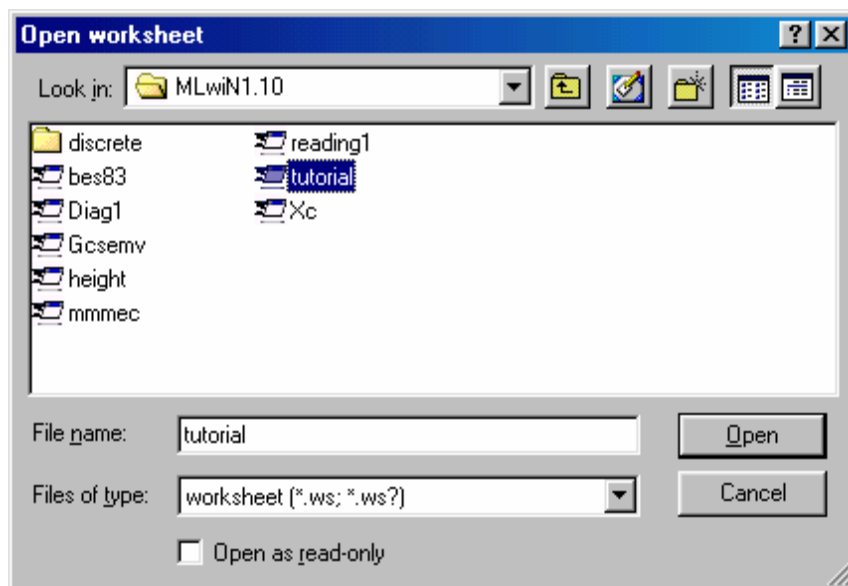 Open worksheet
Look in: MLwiN1.10
discrete reading1
bes83 tutorial
Diag1 Xc
Gcsemv
height
mmmec
File name: tutorial Open
Files of type: worksheet (*.ws; *.ws?) Cancel
Open as read-only